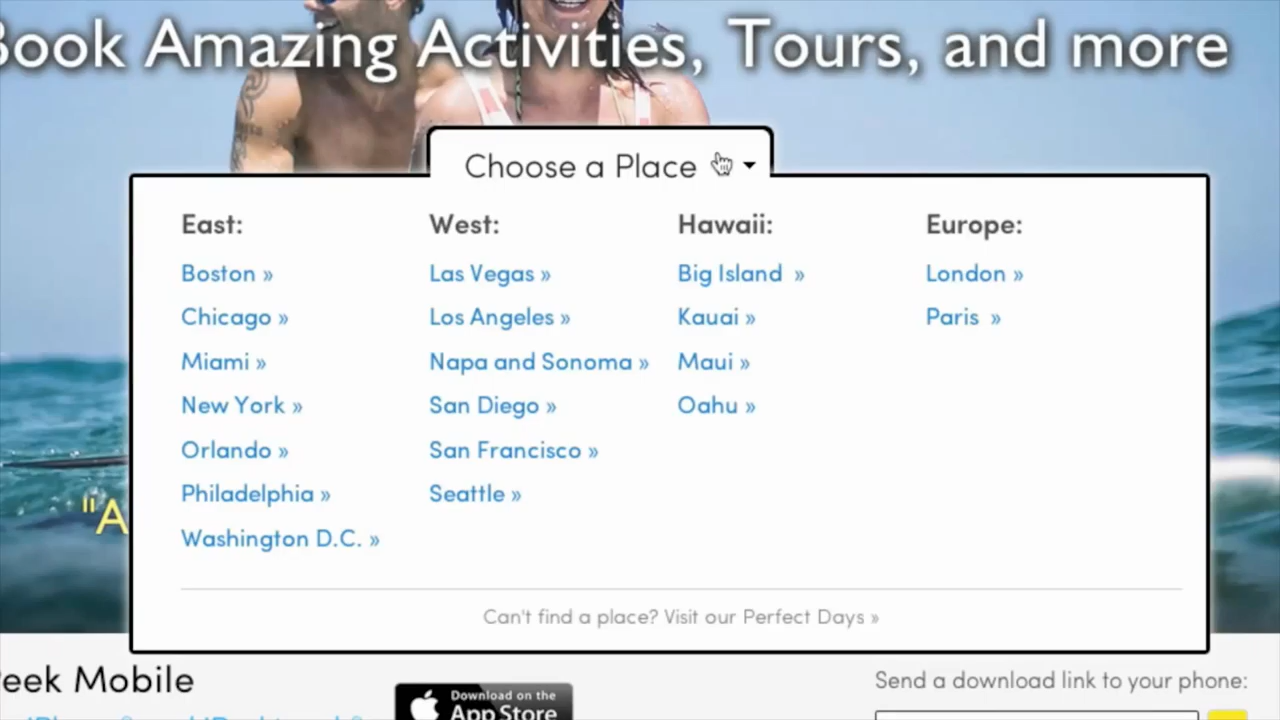 Book Amazing Activities, Tours, and more
Choose a Place
East:
Boston »
Chicago »
Miami »
New York »
Orlando »
Philadelphia »
Washington D.C. »
West:
Las Vegas »
Los Angeles »
Napa and Sonoma »
San Diego »
San Francisco »
Seattle »
Hawaii:
Big Island »
Kauai »
Maui »
Oahu »
Europe:
London »
Paris »
Can't find a place? Visit our Perfect Days »
"A
eek Mobile
Download on the
App Store
Send a download link to your phone: